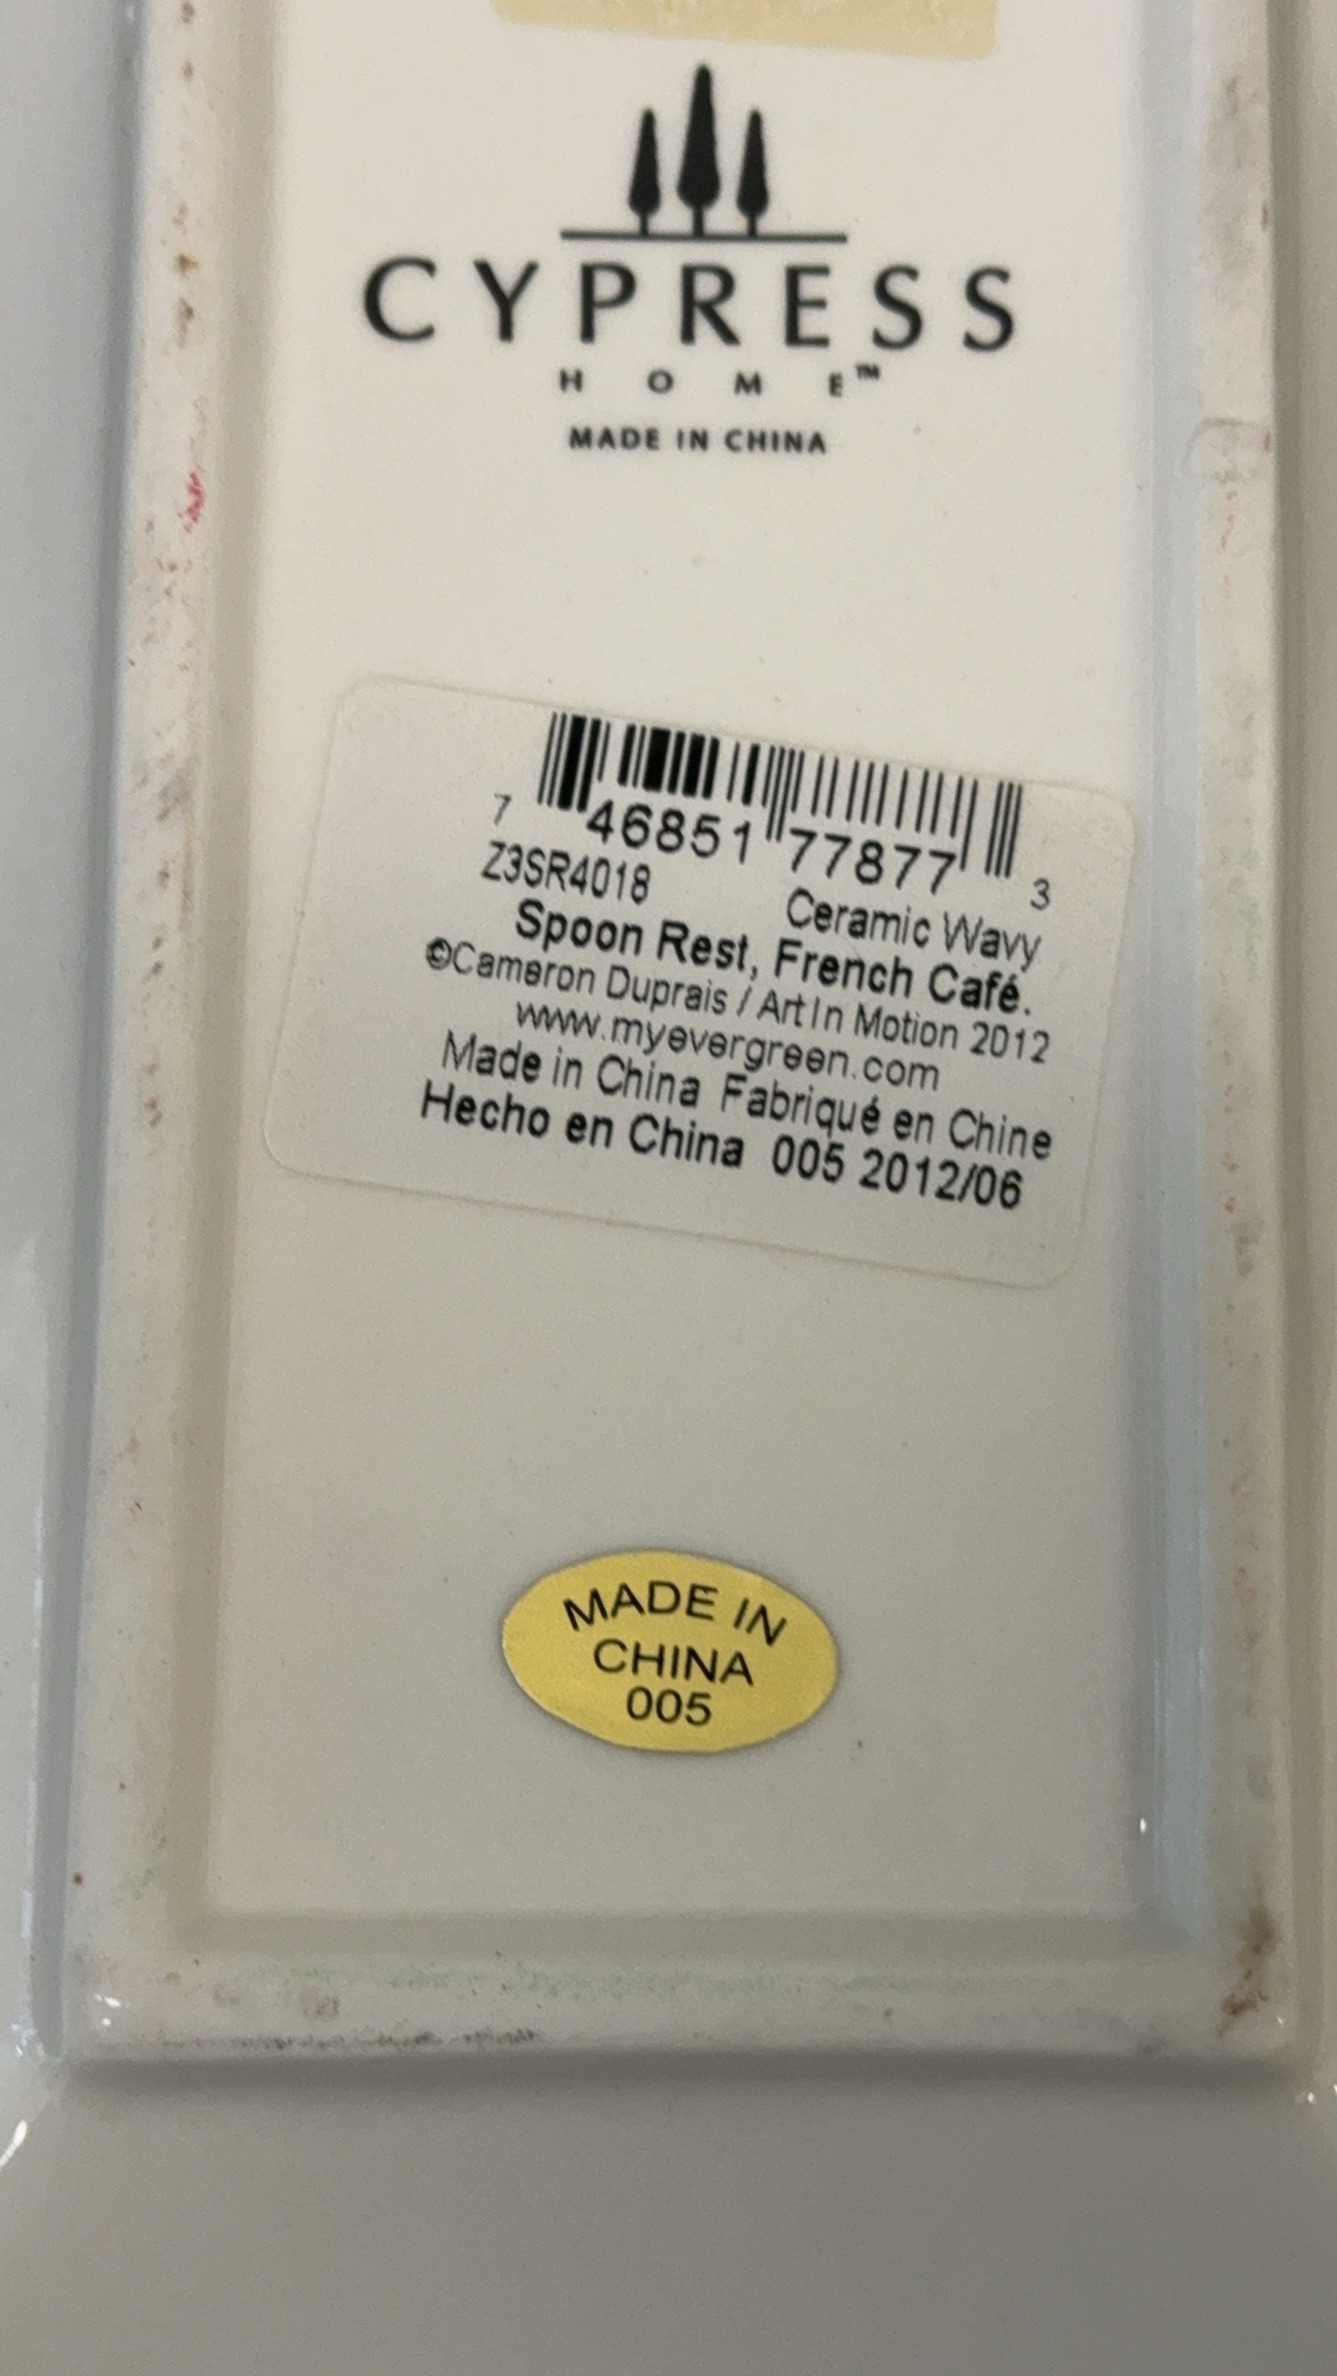 CYPRESS
HOME™
MADE IN CHINA
7 46851 77877 3
Z3SR4018 Ceramic Wavy
Spoon Rest, French Café.
©Cameron Duprais / Art In Motion 2012
www.myevergreen.com
Made in China Fabriqué en Chine
Hecho en China 005 2012/06
MADE IN
CHINA
005